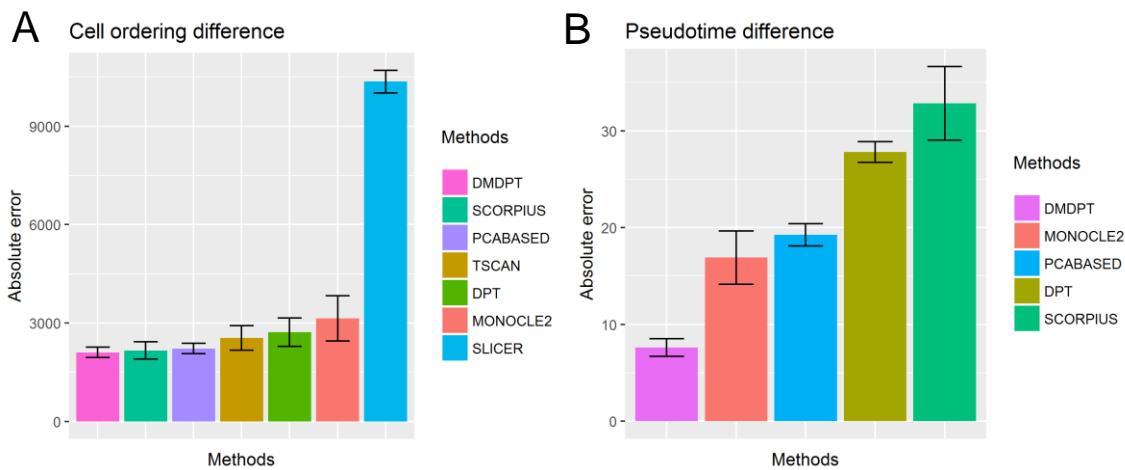 A
Cell ordering difference
Absolute error
9000
6000
3000
0
Methods
Methods
DMDPT
SCORPIUS
PCABASED
TSCAN
DPT
MONOCLE2
SLICER
B
Pseudotime difference
Absolute error
30
20
10
0
Methods
Methods
DMDPT
MONOCLE2
PCABASED
DPT
SCORPIUS